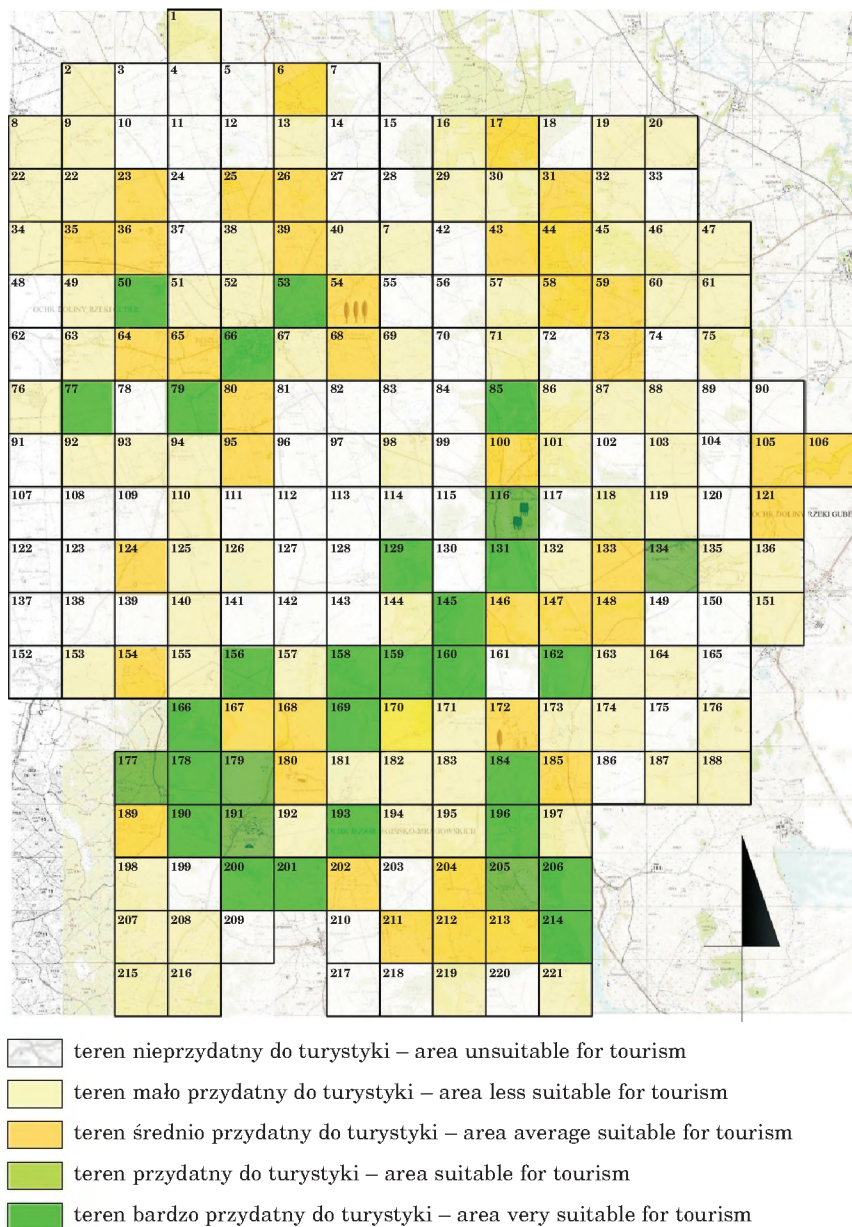 1
2 3 4 5 6 7
8 9 10 11 12 13 14 15 16 17 18 19 20
22 22 23 24 25 26 27 28 29 30 31 32 33
34 35 36 37 38 39 40 7 42 43 44 45 46 47
48 49 50 51 52 53 54 55 56 57 58 59 60 61
OCHK DOLINY RZEKI GUBER
62 63 64 65 66 67 68 69 70 71 72 73 74 75
76 77 78 79 80 81 82 83 84 85 86 87 88 89 90
91 92 93 94 95 96 97 98 99 100 101 102 103 104 105 106
107 108 109 110 111 112 113 114 115 116 117 118 119 120 121
OCHK DOLINY RZEKI GUBE
122 123 124 125 126 127 128 129 130 131 132 133 134 135 136
137 138 139 140 141 142 143 144 145 146 147 148 149 150 151
152 153 154 155 156 157 158 159 160 161 162 163 164 165
166 167 168 169 170 171 172 173 174 175 176
177 178 179 180 181 182 183 184 185 186 187 188
189 190 191 192 193 194 195 196 197
198 199 200 201 202 203 204 205 206
207 208 209 210 211 212 213 214
215 216 217 218 219 220 221
teren nieprzydatny do turystyki – area unsuitable for tourism
teren mało przydatny do turystyki – area less suitable for tourism
teren średnio przydatny do turystyki – area average suitable for tourism
teren przydatny do turystyki – area suitable for tourism
teren bardzo przydatny do turystyki – area very suitable for tourism